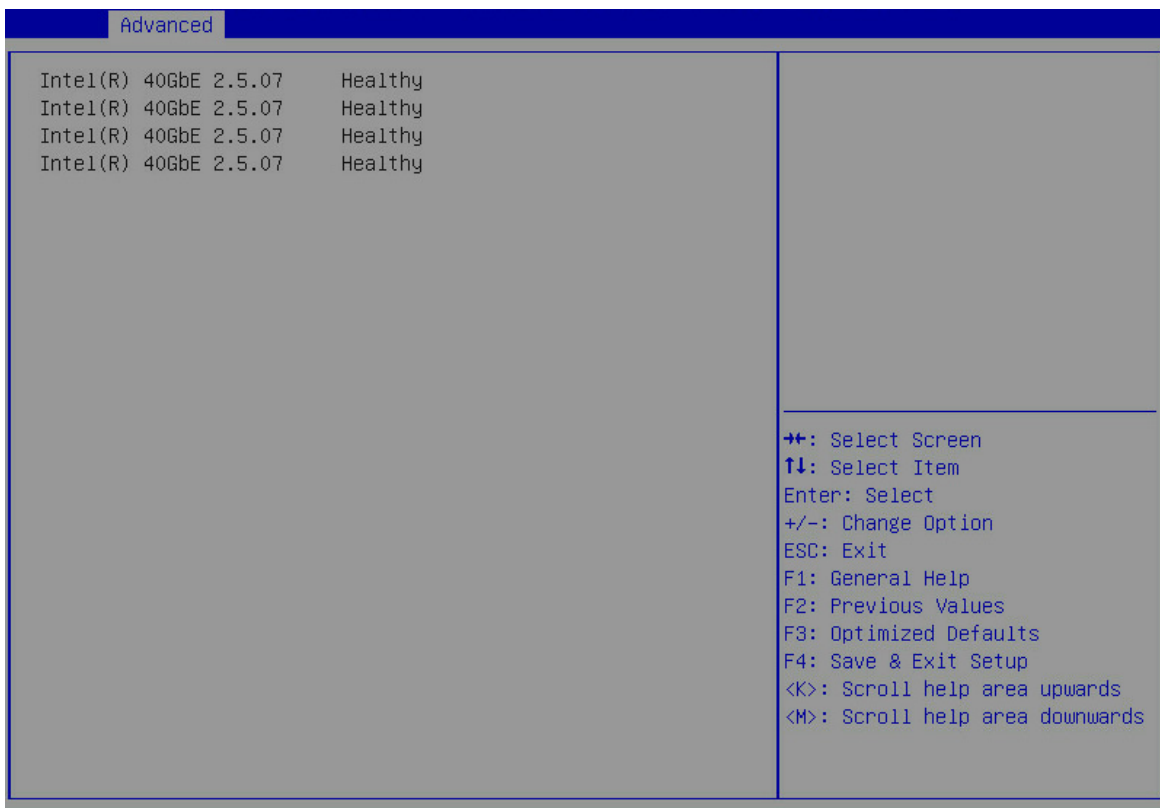 Advanced
Intel(R) 40GbE 2.5.07 Healthy
Intel(R) 40GbE 2.5.07 Healthy
Intel(R) 40GbE 2.5.07 Healthy
Intel(R) 40GbE 2.5.07 Healthy
→←: Select Screen
↑↓: Select Item
Enter: Select
+/-: Change Option
ESC: Exit
F1: General Help
F2: Previous Values
F3: Optimized Defaults
F4: Save & Exit Setup
<K>: Scroll help area upwards
<M>: Scroll help area downwards